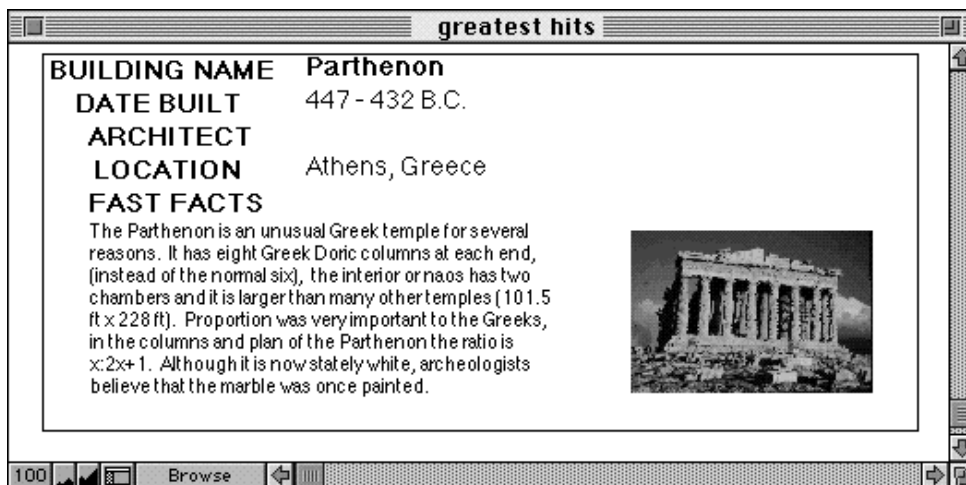 greatest hits
BUILDING NAME Parthenon
DATE BUILT 447 - 432 B.C.
ARCHITECT
LOCATION Athens, Greece
FAST FACTS
The Parthenon is an unusual Greek temple for several
reasons. It has eight Greek Doric columns at each end,
(instead of the normal six), the interior or naos has two
chambers and it is larger than many other temples (101.5
ft x 228 ft). Proportion was very important to the Greeks,
in the columns and plan of the Parthenon the ratio is
x:2x+1. Although it is now stately white, archeologists
believe that the marble was once painted.
100 Browse